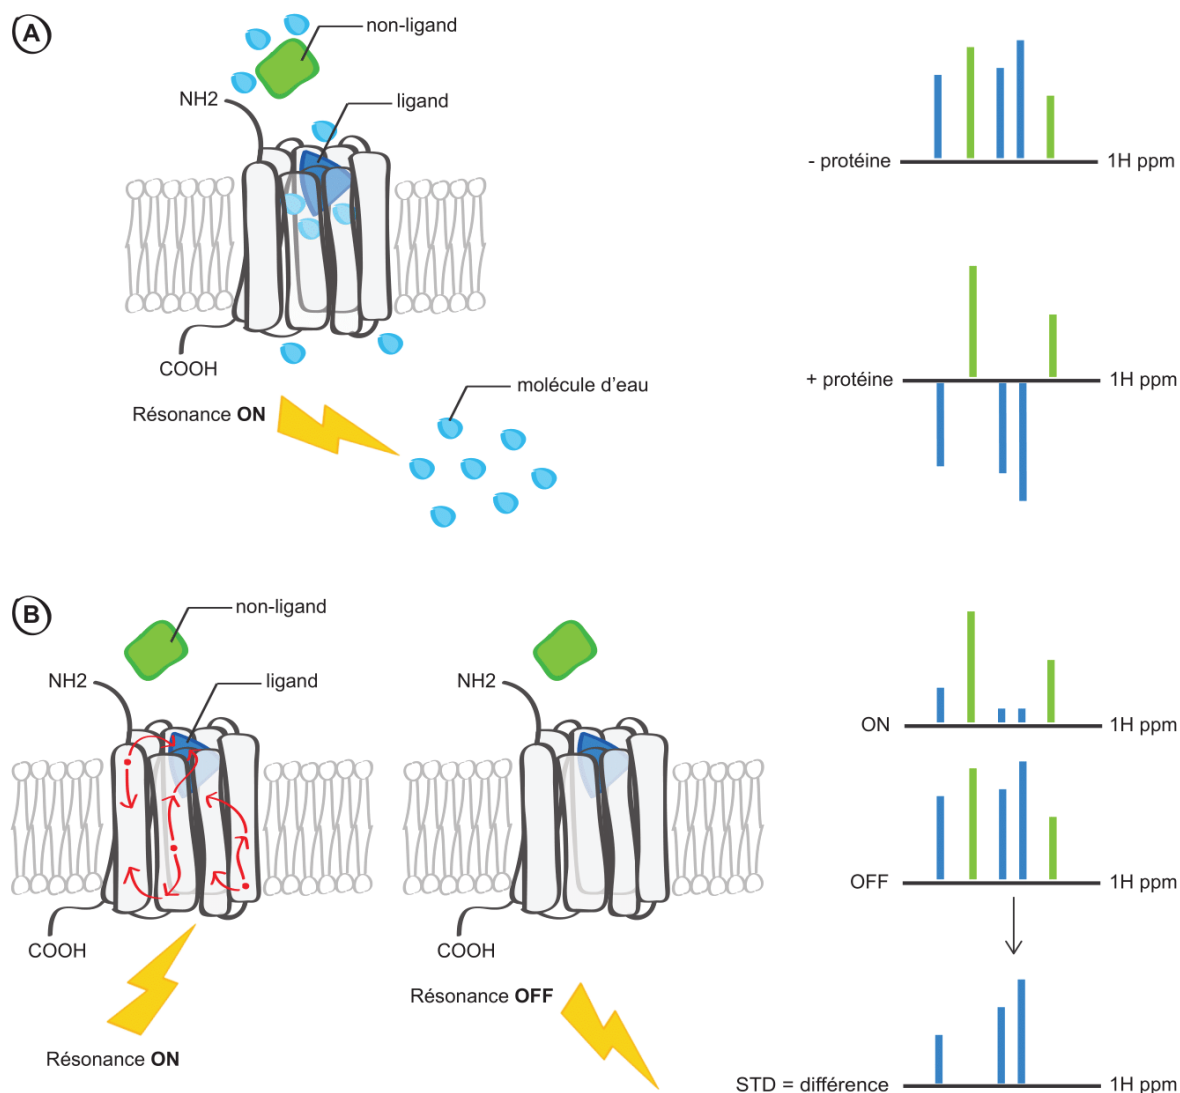 A
non-ligand
NH2
ligand
- protéine
1H ppm
+ protéine
1H ppm
COOH
molécule d'eau
Résonance ON
B
non-ligand
NH2
ligand
NH2
ON
1H ppm
OFF
1H ppm
COOH
COOH
Résonance OFF
Résonance ON
STD = différence
1H ppm